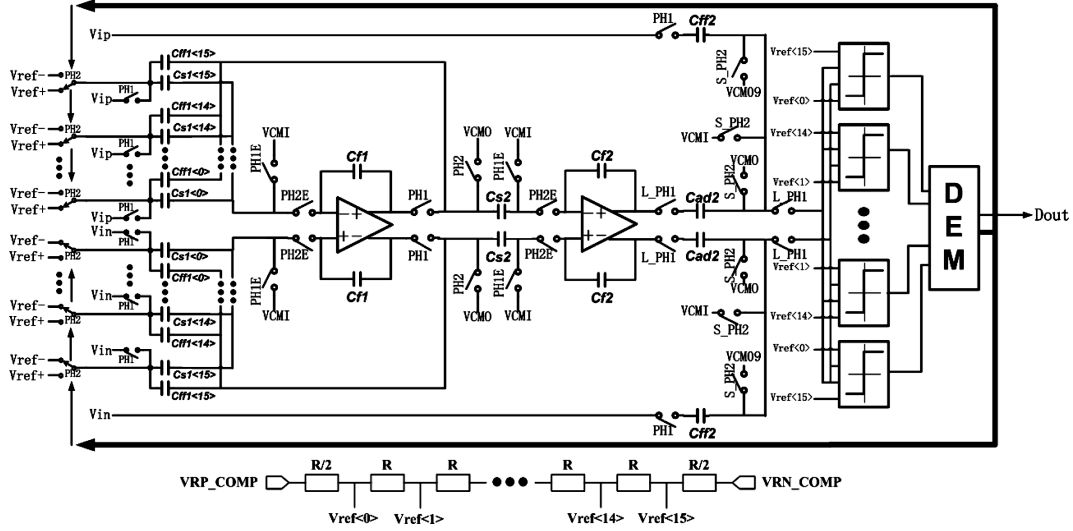 PH1 Cff2
Vip
Cff1<15>
Vref- PH2 Cs1<15>
Vref+ PH1
Vip
S_PH2
VCMO9
Vref<15>
Vref<0>
Cff1<14>
Vref- PH2 Cs1<14>
Vref+ PH1
Vip
VCMI VCMO VCMI
VCMI S_PH2
Vref<14>
Vref<1>
Cff1<0>
Vref- PH2 Cs1<0>
Vref+ PH1
Vip
PH1E PH2E Cf1 PH1 PH2 Cs2 PH1E PH2E Cf2 L_PH1 Cad2 VCMO S_PH2 L_PH1
-+
+-
-+
+-
DEM
Dout
Vin
PH1
Vref- Cs1<0>
Vref+ PH2 Cff1<0>
PH1E PH2E Cf1 PH1 PH2 Cs2 PH1E PH2E Cf2 L_PH1 Cad2 S_PH2 VCMO L_PH1
VCMI VCMO VCMI
VCMI S_PH2
Vref<1>
Vref<14>
Vin
PH1
Vref- Cs1<14>
Vref+ PH2 Cff1<14>
Vin
PH1
Vref- Cs1<15>
Vref+ PH2 Cff1<15>
VCMO9
S_PH2
Vref<0>
Vref<15>
Vin
PH1 Cff2
R/2 R R R R R/2
VRP_COMP VRN_COMP
Vref<0> Vref<1> Vref<14> Vref<15>